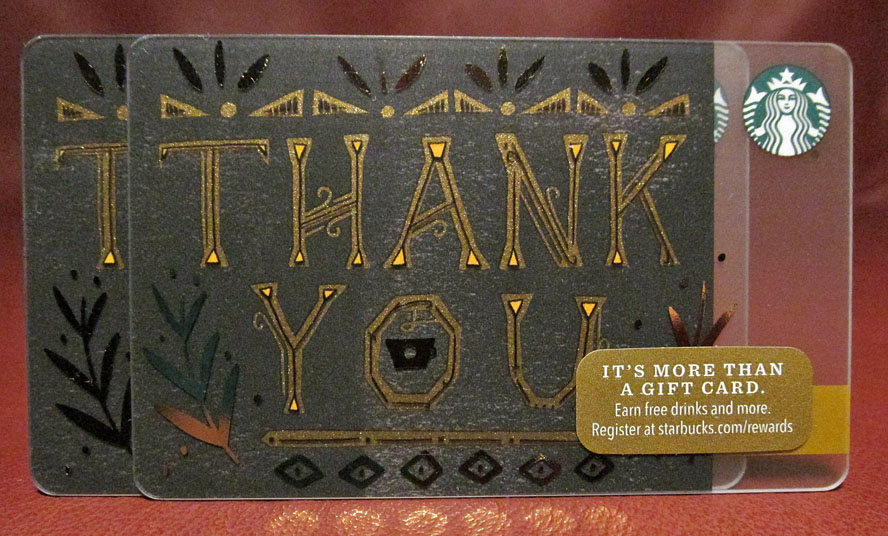 T
THANK
YOU
IT'S MORE THAN
A GIFT CARD.
Earn free drinks and more.
Register at starbucks.com/rewards